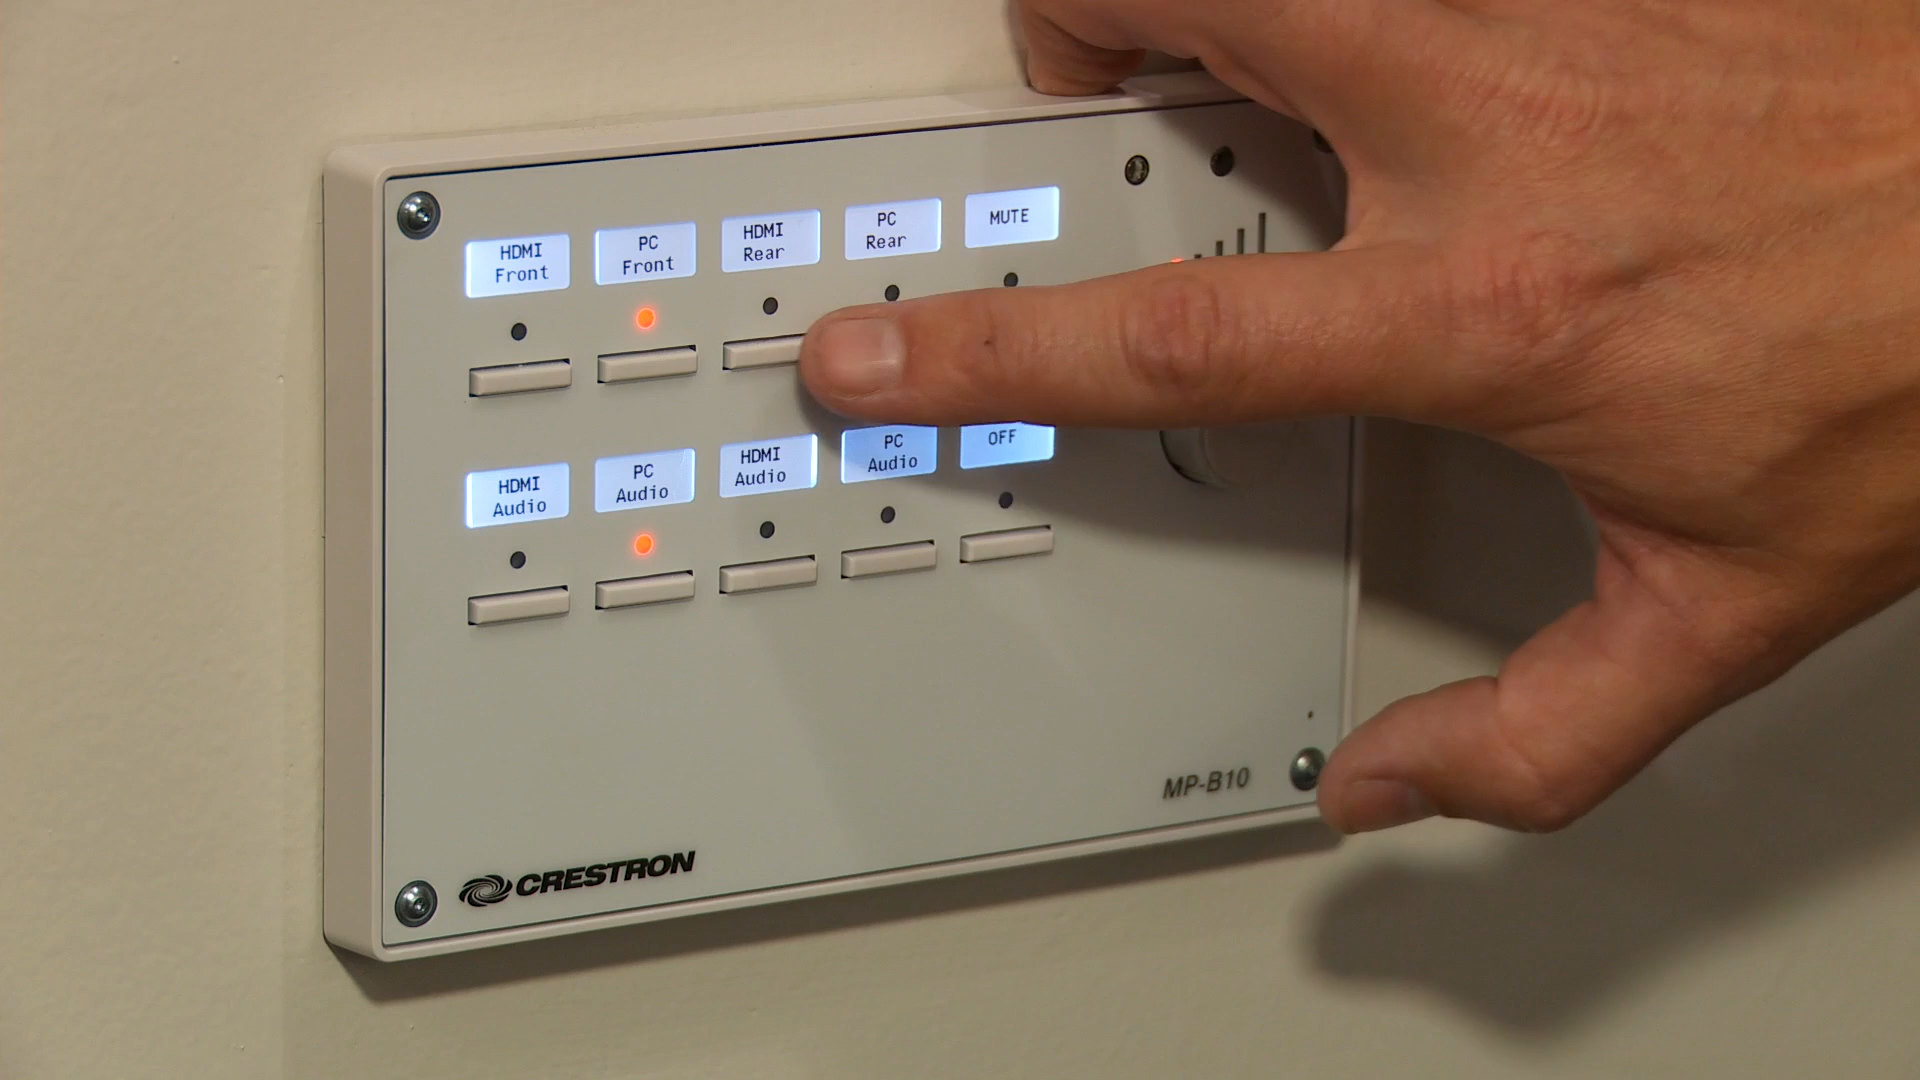 HDMI
Front
PC
Front
HDMI
Rear
PC
Rear
MUTE
HDMI
Audio
PC
Audio
HDMI
Audio
PC
Audio
OFF
MP-B10
CRESTRON